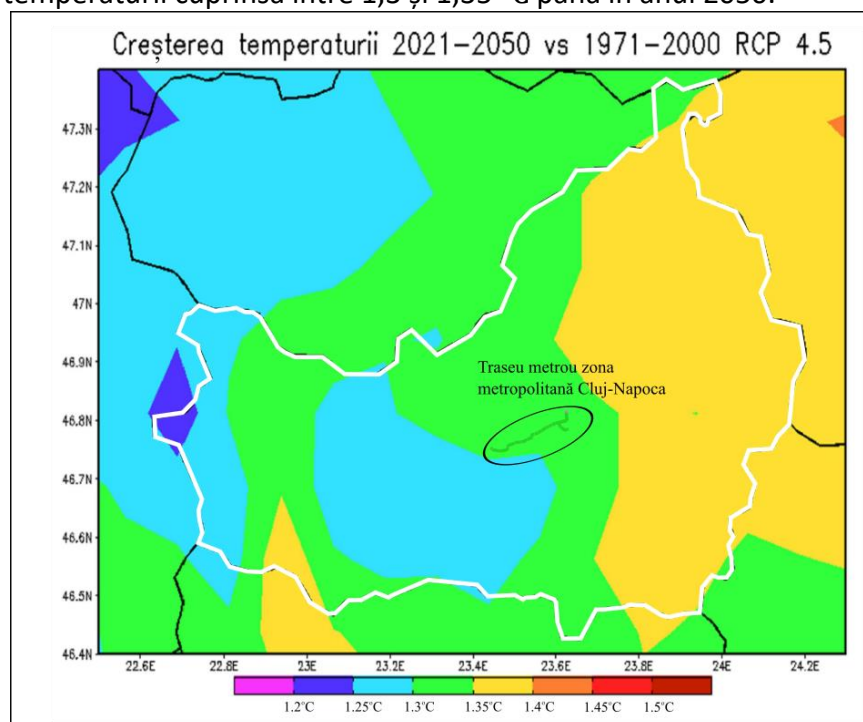 temperaturii cuprinsă între 1,3 și 1,35 °C până în anul 2050.
Creșterea temperaturii 2021–2050 vs 1971–2000 RCP 4.5
47.3N
47.2N
47.1N
47N
46.9N
46.8N
46.7N
46.6N
46.5N
46.4N
Traseu metrou zona
metropolitană Cluj-Napoca
22.6E 22.8E 23E 23.2E 23.4E 23.6E 23.8E 24E 24.2E
1.2°C 1.25°C 1.3°C 1.35°C 1.4°C 1.45°C 1.5°C